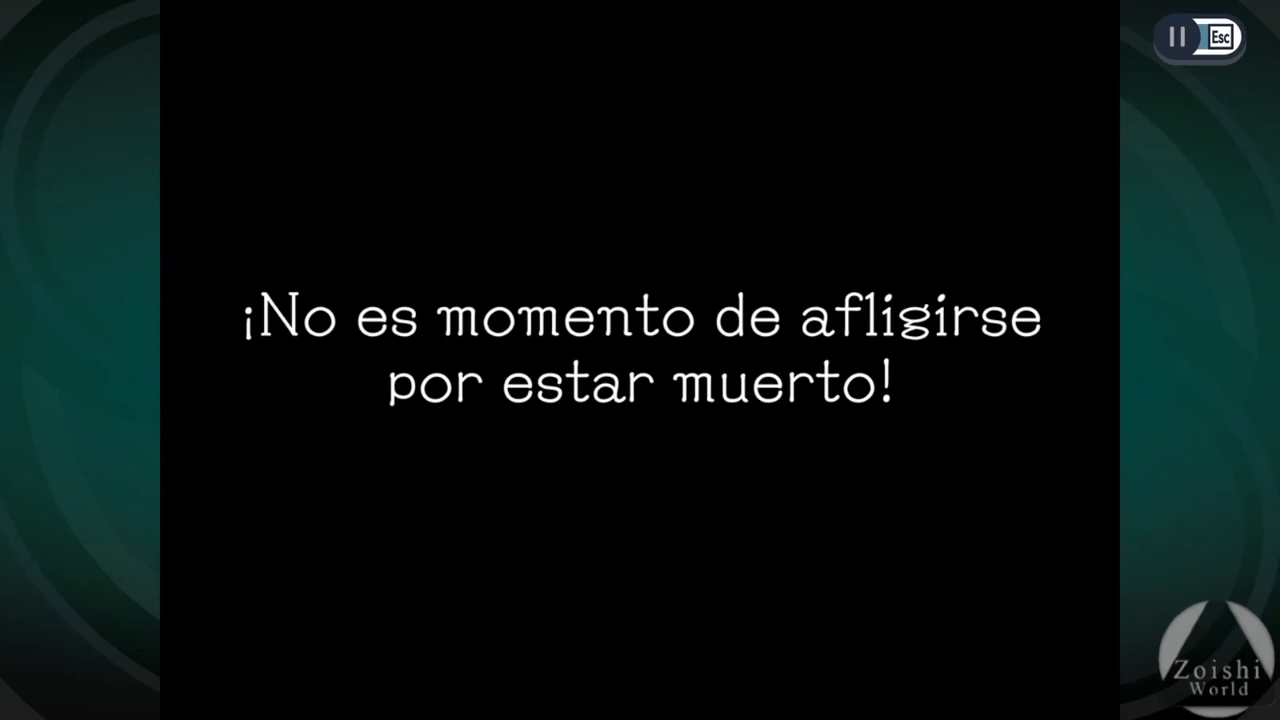 Esc
¡No es momento de afligirse
por estar muerto!
Zoishi
World